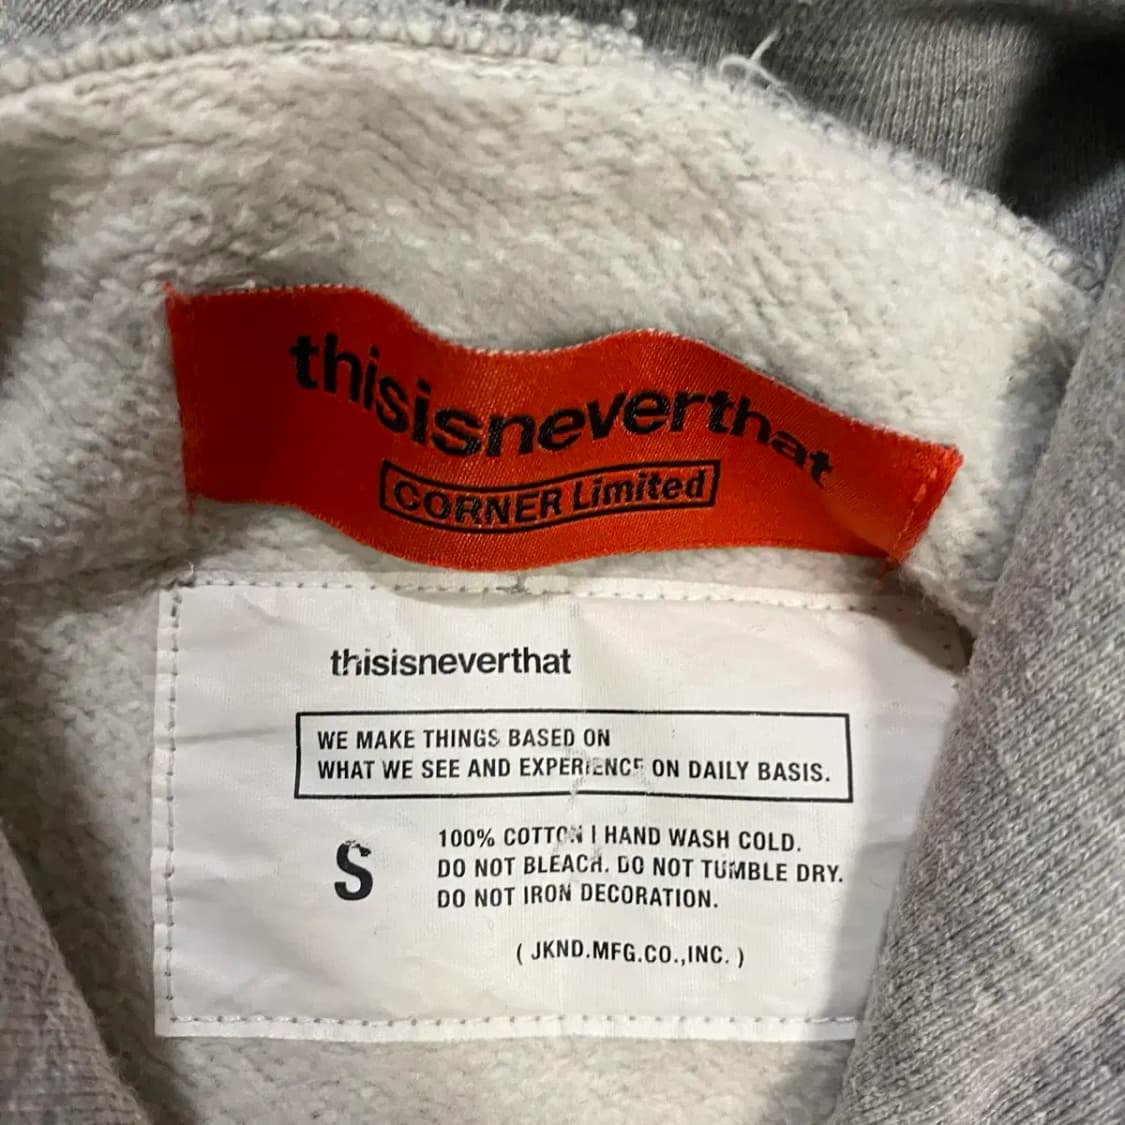 thisisneverthat
CORNER Limited
thisisneverthat
WE MAKE THINGS BASED ON
WHAT WE SEE AND EXPERIENCE ON DAILY BASIS.
S
100% COTTON | HAND WASH COLD.
DO NOT BLEACH. DO NOT TUMBLE DRY.
DO NOT IRON DECORATION.
( JKND.MFG.CO.,INC. )